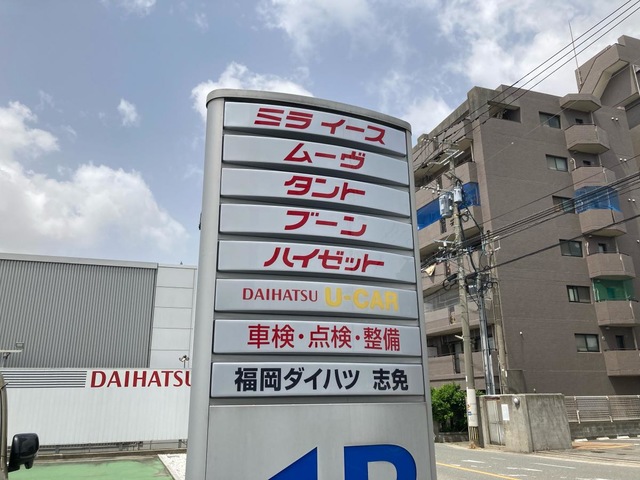 ミライース
ムーヴ
タント
ブーン
ハイゼット
DAIHATSU U-CAR
車検・点検・整備
福岡ダイハツ 志免
DAIHATSU
P